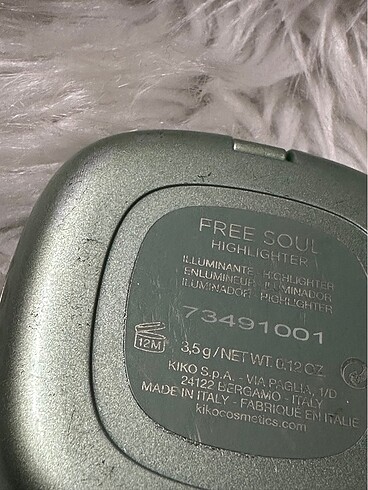 FREE SOUL
HIGHLIGHTER
ILLUMINANTE - HIGHLIGHTER
ENLUMINEUR - ILUMINADOR
ILUMINADOR - HIGHLIGHTER
73491001
12M
3,5 g / NET WT. 0.12 OZ
KIKO S.p.A. - VIA PAGLIA, 1/D
24122 BERGAMO - ITALY
MADE IN ITALY - FABRIQUÉ EN ITALIE
kikocosmetics.com